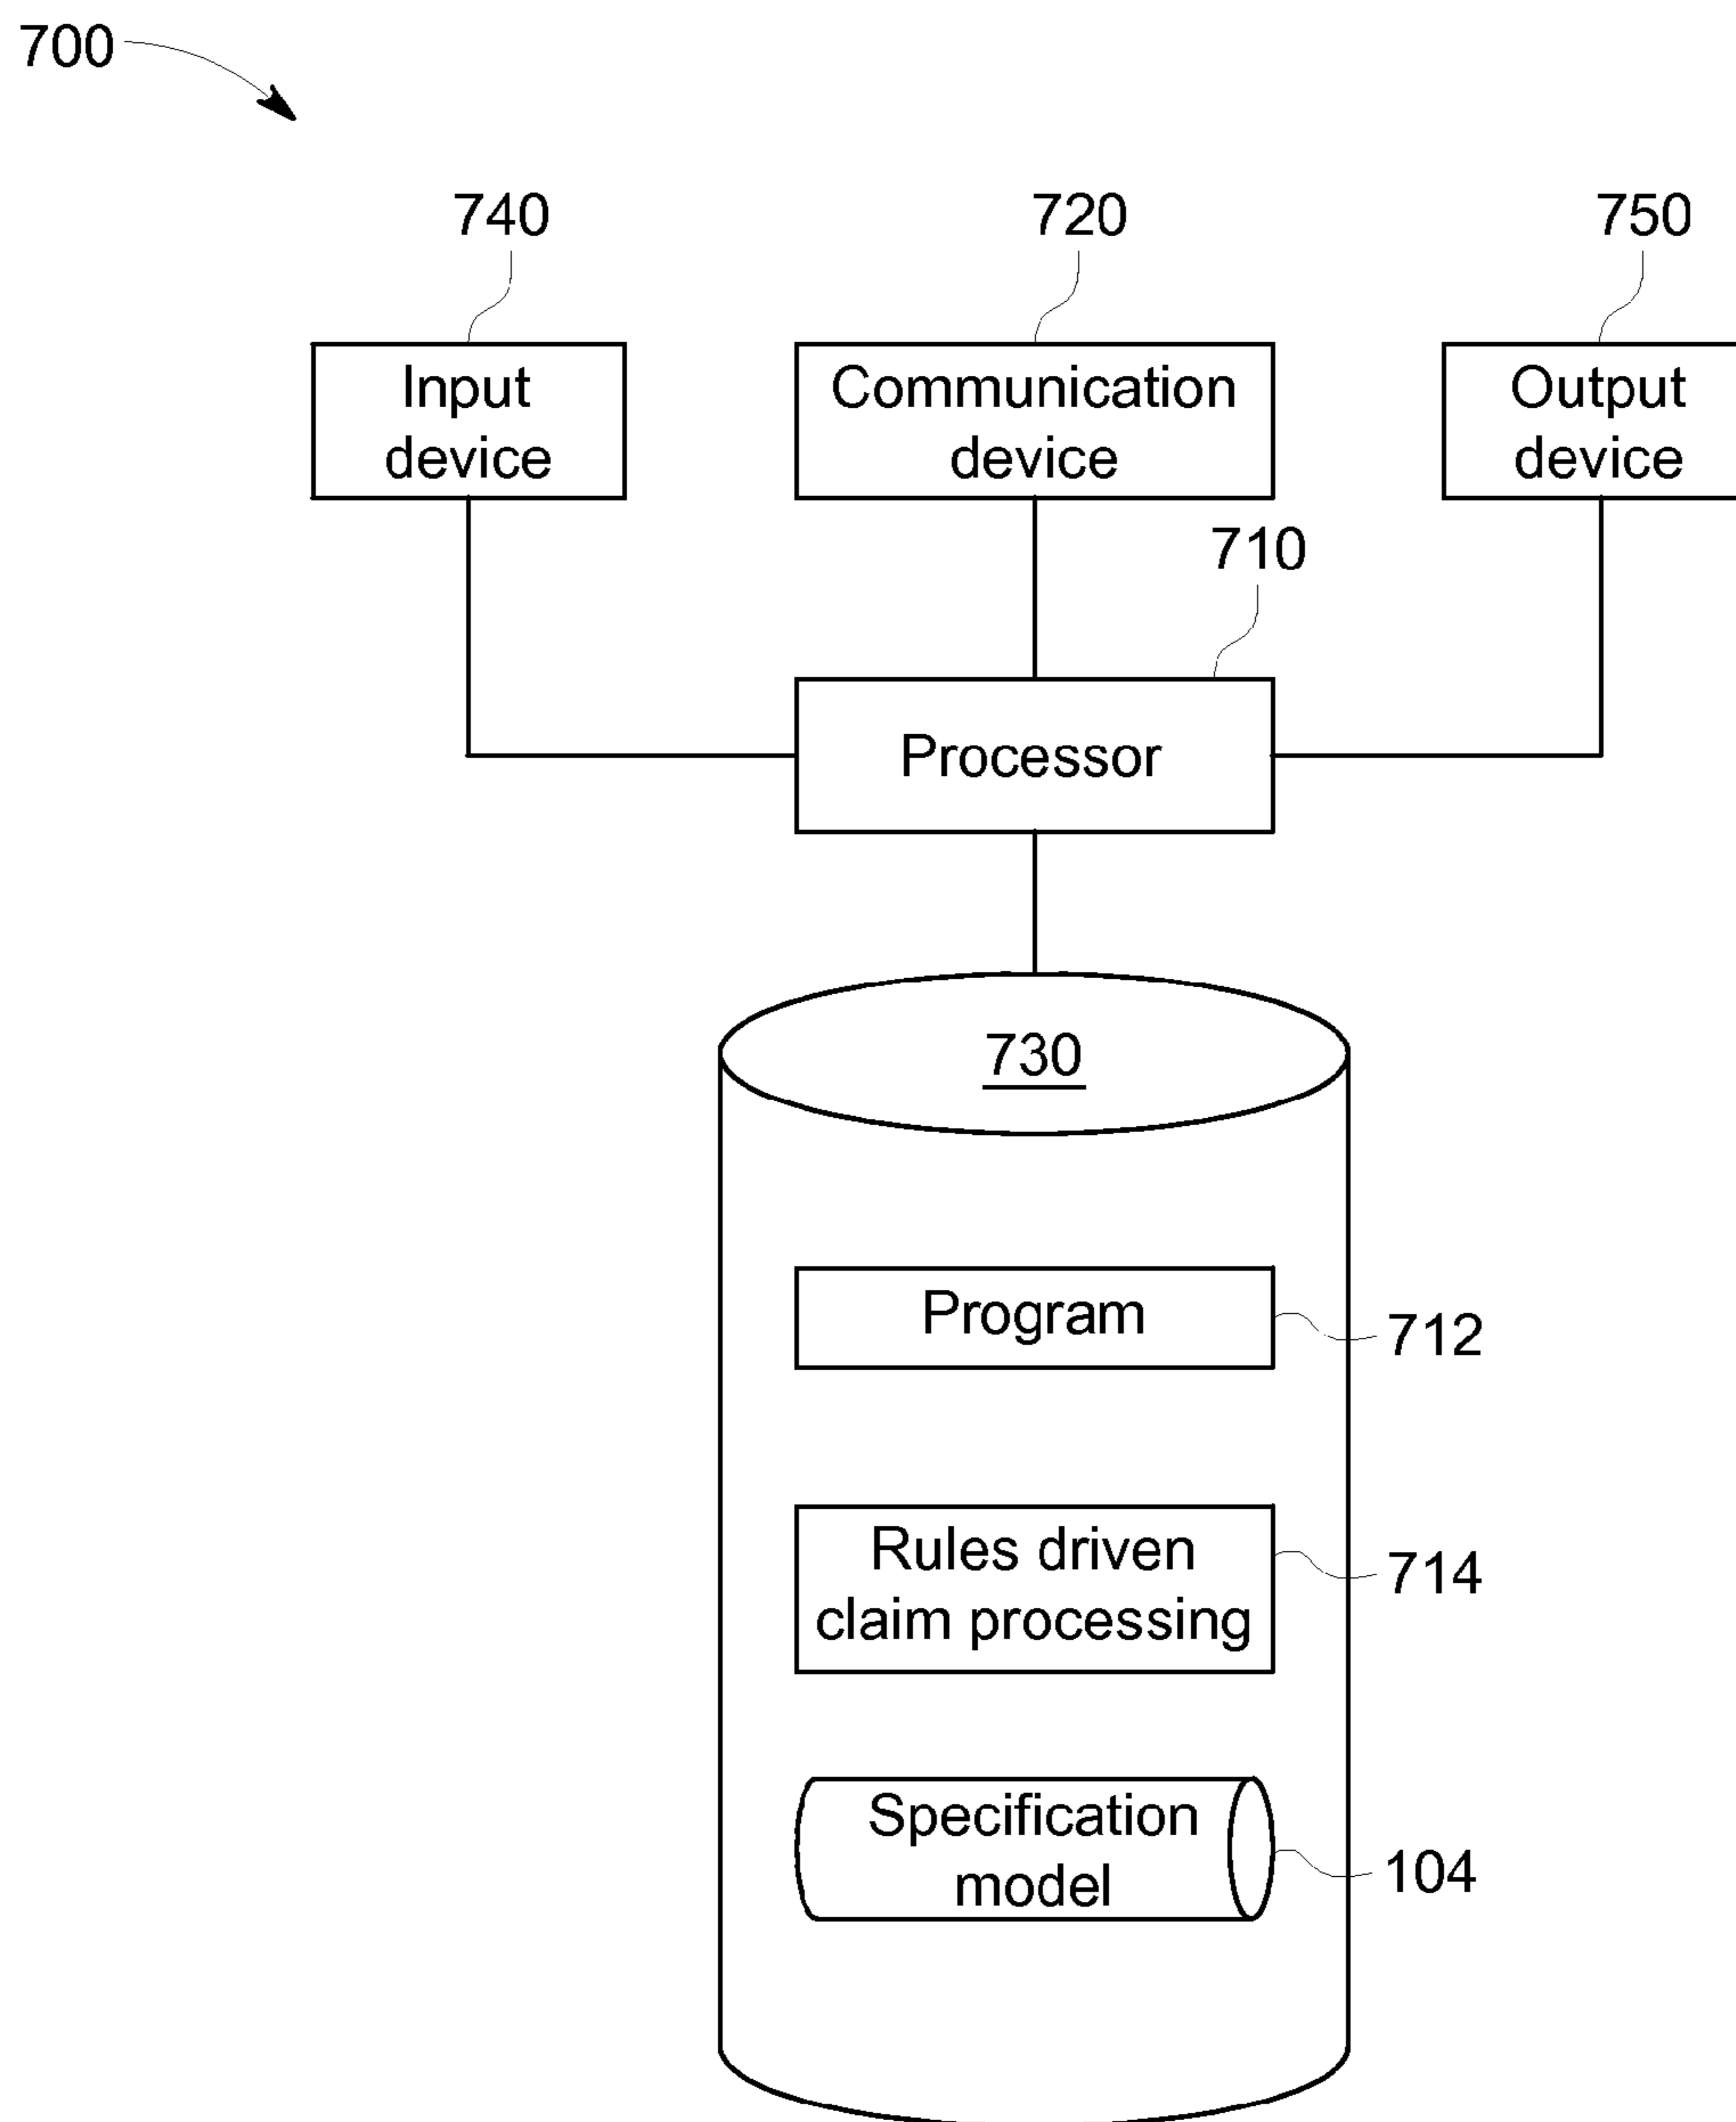 700
740
720
750
Input
device
Communication
device
Output
device
710
Processor
730
Program
712
Rules driven
claim processing
714
Specification
model
104